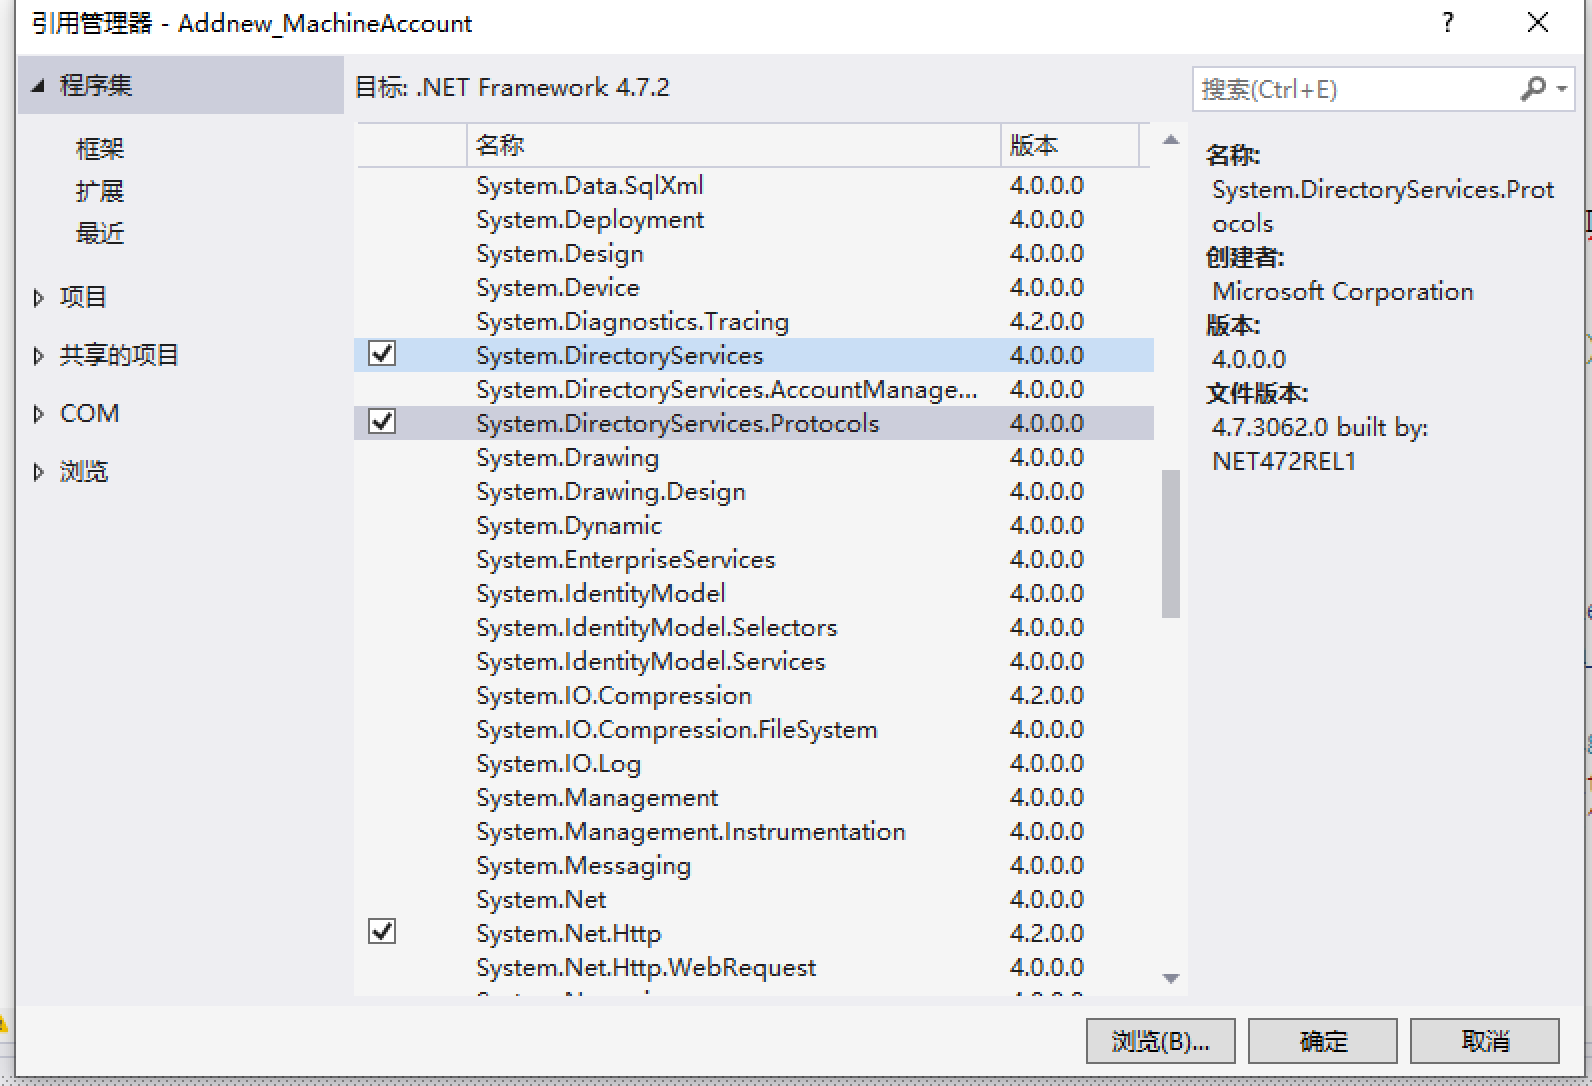 引用管理器 - Addnew_MachineAccount
?
程序集
框架
扩展
最近
项目
共享的项目
COM
浏览
目标: .NET Framework 4.7.2
搜索(Ctrl+E)
名称 版本
System.Data.SqlXml 4.0.0.0
System.Deployment 4.0.0.0
System.Design 4.0.0.0
System.Device 4.0.0.0
System.Diagnostics.Tracing 4.2.0.0
System.DirectoryServices 4.0.0.0
System.DirectoryServices.AccountManage... 4.0.0.0
System.DirectoryServices.Protocols 4.0.0.0
System.Drawing 4.0.0.0
System.Drawing.Design 4.0.0.0
System.Dynamic 4.0.0.0
System.EnterpriseServices 4.0.0.0
System.IdentityModel 4.0.0.0
System.IdentityModel.Selectors 4.0.0.0
System.IdentityModel.Services 4.0.0.0
System.IO.Compression 4.2.0.0
System.IO.Compression.FileSystem 4.0.0.0
System.IO.Log 4.0.0.0
System.Management 4.0.0.0
System.Management.Instrumentation 4.0.0.0
System.Messaging 4.0.0.0
System.Net 4.0.0.0
System.Net.Http 4.2.0.0
System.Net.Http.WebRequest 4.0.0.0
名称:
System.DirectoryServices.Prot
ocols
创建者:
Microsoft Corporation
版本:
4.0.0.0
文件版本:
4.7.3062.0 built by:
NET472REL1
浏览(B)...
确定
取消